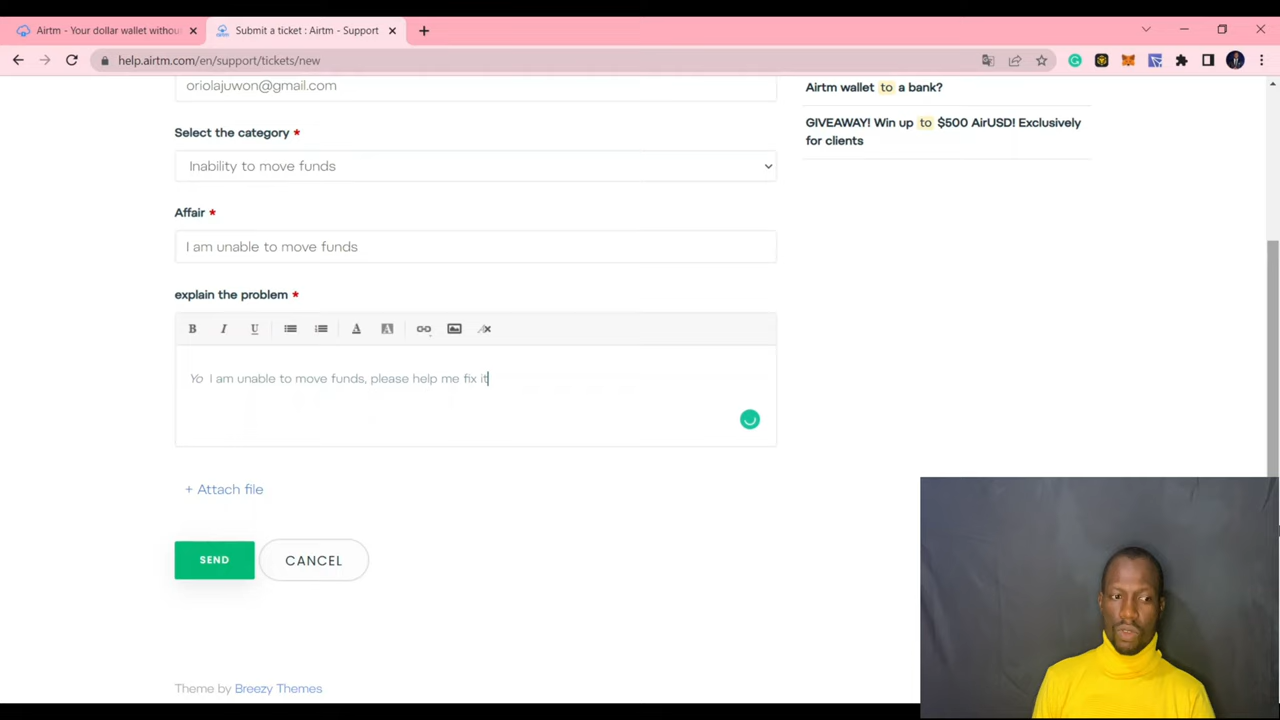 Airtm - Your dollar wallet withou
Submit a ticket : Airtm - Support
help.airtm.com/en/support/tickets/new
oriolajuwon@gmail.com
Airtm wallet to a bank?
GIVEAWAY! Win up to $500 AirUSD! Exclusively
for clients
Select the category *
Inability to move funds
Affair *
I am unable to move funds
explain the problem *
B I U A A
Yo I am unable to move funds, please help me fix it
+ Attach file
SEND
CANCEL
Theme by Breezy Themes